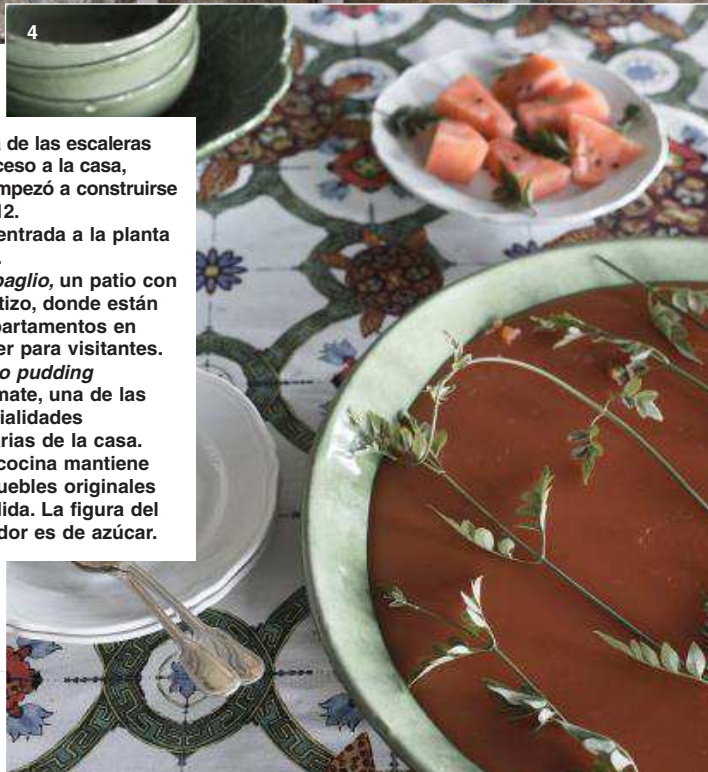 4
a de las escaleras
ceso a la casa,
mpezó a construirse
12.
entrada a la planta
.
baglio, un patio con
tizo, donde están
partamentos en
er para visitantes.
o pudding
mate, una de las
ialidades
arias de la casa.
cocina mantiene
uebles originales
lida. La figura del
dor es de azúcar.